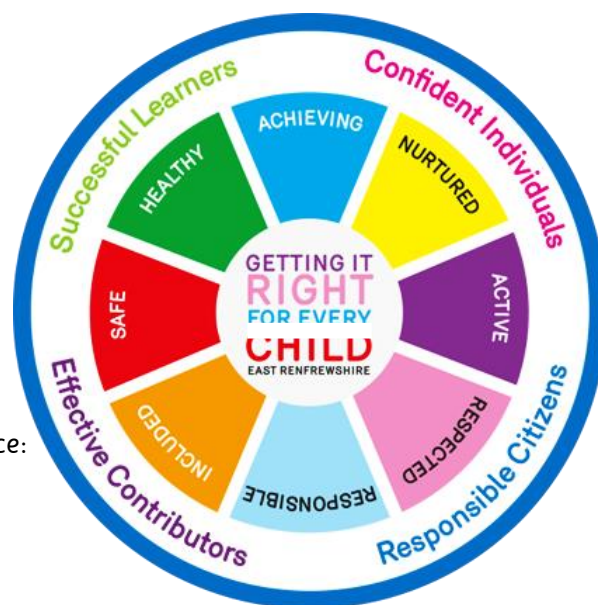 Successful Learners
Confident Individuals
ACHIEVING
NURTURED
HEALTHY
ACTIVE
SAFE
GETTING IT
RIGHT
FOR EVERY
CHILD
EAST RENFREWSHIRE
RESPECTED
INCLUDED
RESPONSIBLE
Effective Contributors
Responsible Citizens
ce: